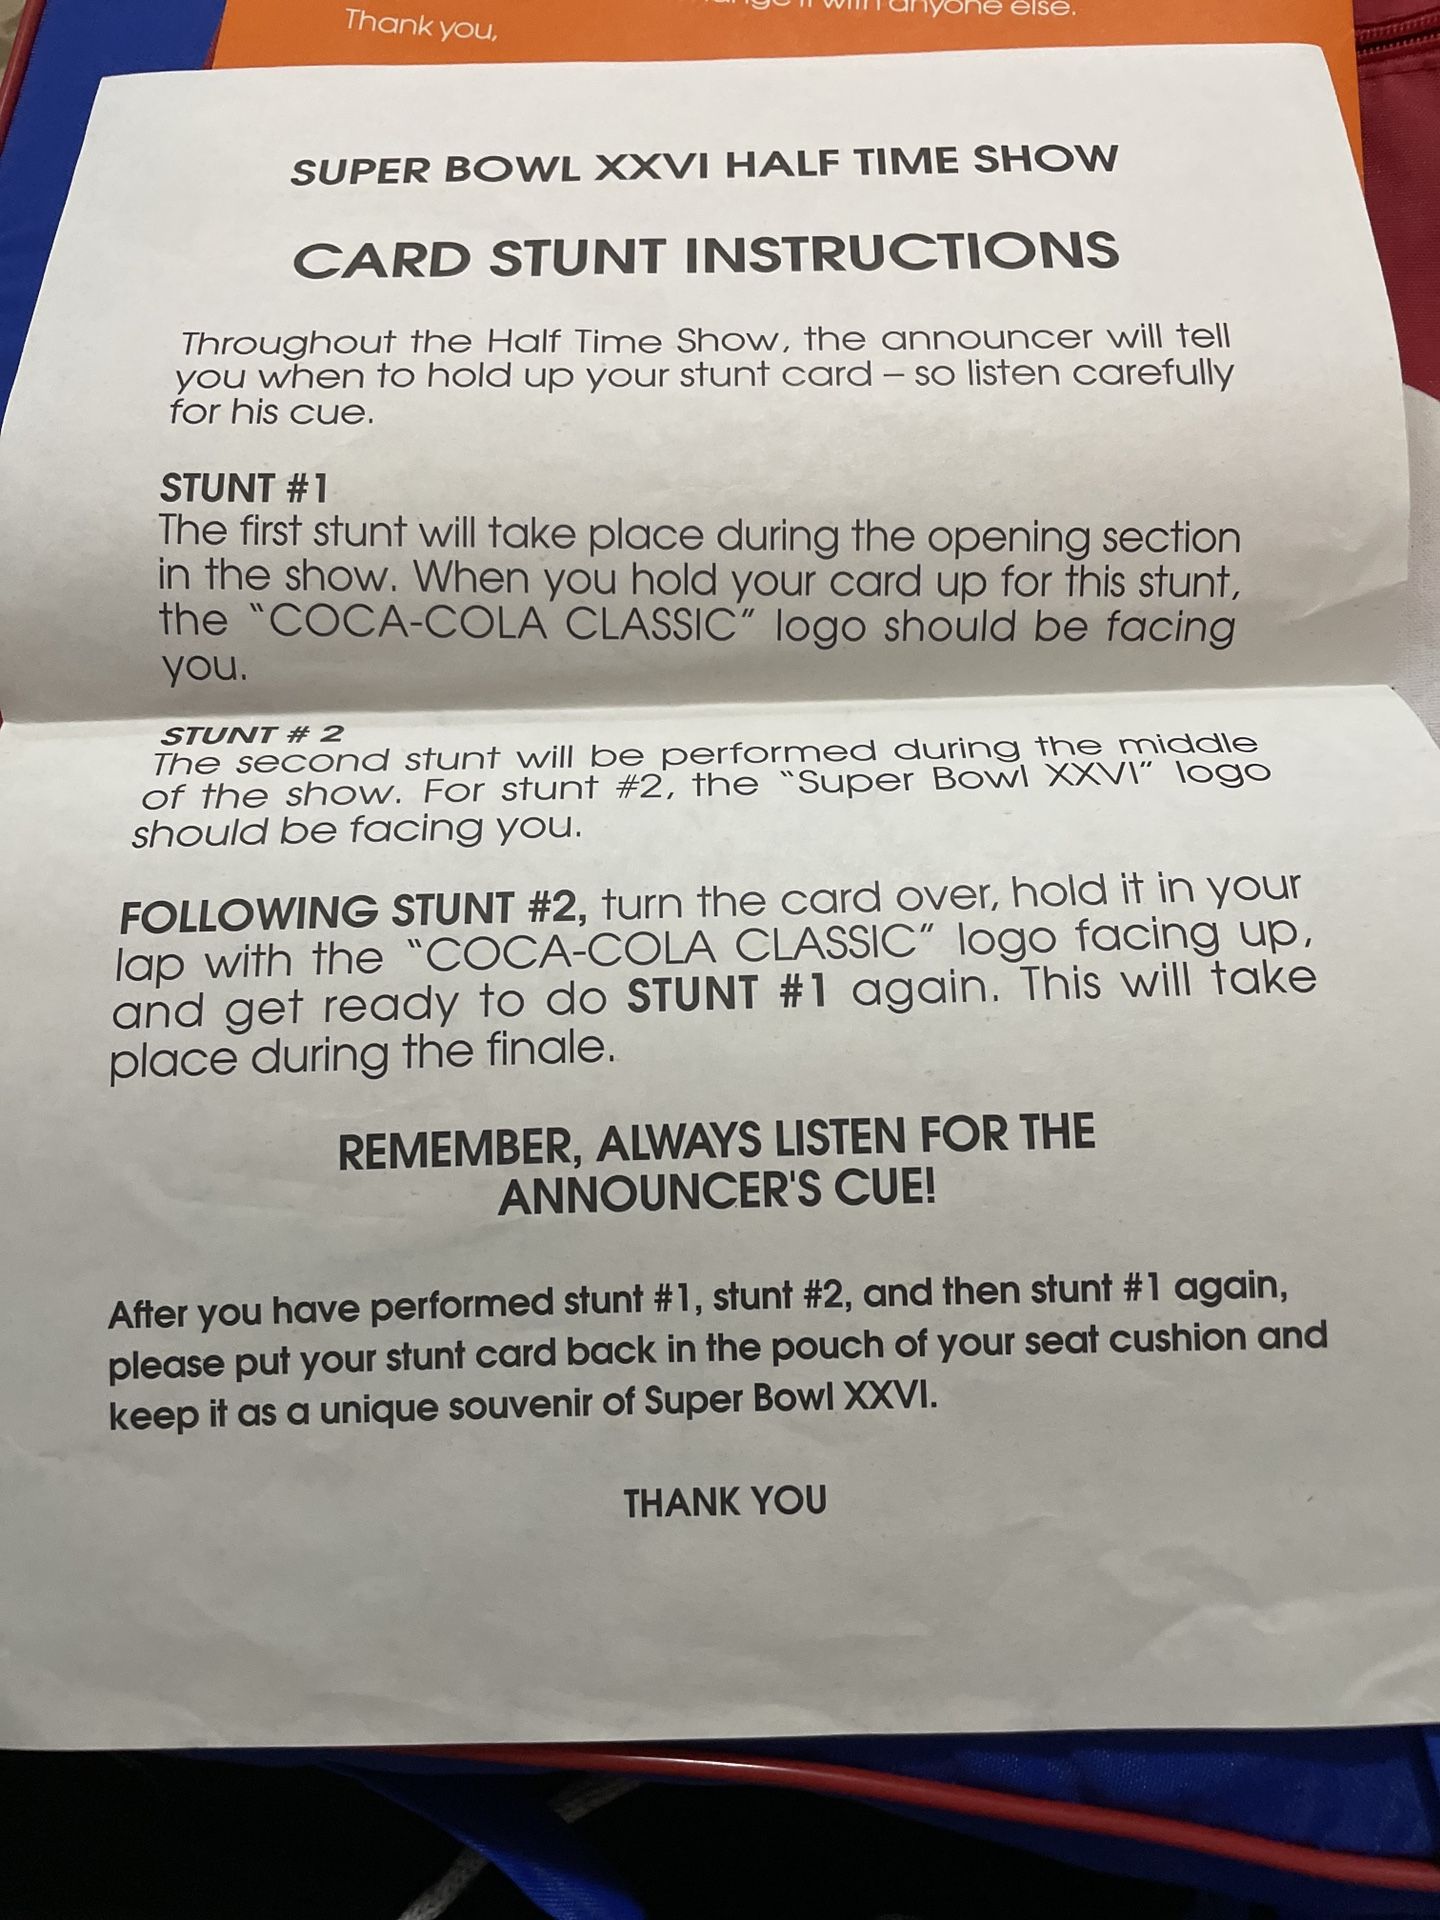 with anyone else.
Thank you,
SUPER BOWL XXVI HALF TIME SHOW
CARD STUNT INSTRUCTIONS
Throughout the Half Time Show, the announcer will tell
you when to hold up your stunt card – so listen carefully
for his cue.
STUNT #1
The first stunt will take place during the opening section
in the show. When you hold your card up for this stunt,
the “COCA-COLA CLASSIC” logo should be facing
you.
STUNT # 2
The second stunt will be performed during the middle
of the show. For stunt #2, the “Super Bowl XXVI” logo
should be facing you.
FOLLOWING STUNT #2, turn the card over, hold it in your
lap with the “COCA-COLA CLASSIC” logo facing up,
and get ready to do STUNT #1 again. This will take
place during the finale.
REMEMBER, ALWAYS LISTEN FOR THE
ANNOUNCER'S CUE!
After you have performed stunt #1, stunt #2, and then stunt #1 again,
please put your stunt card back in the pouch of your seat cushion and
keep it as a unique souvenir of Super Bowl XXVI.
THANK YOU